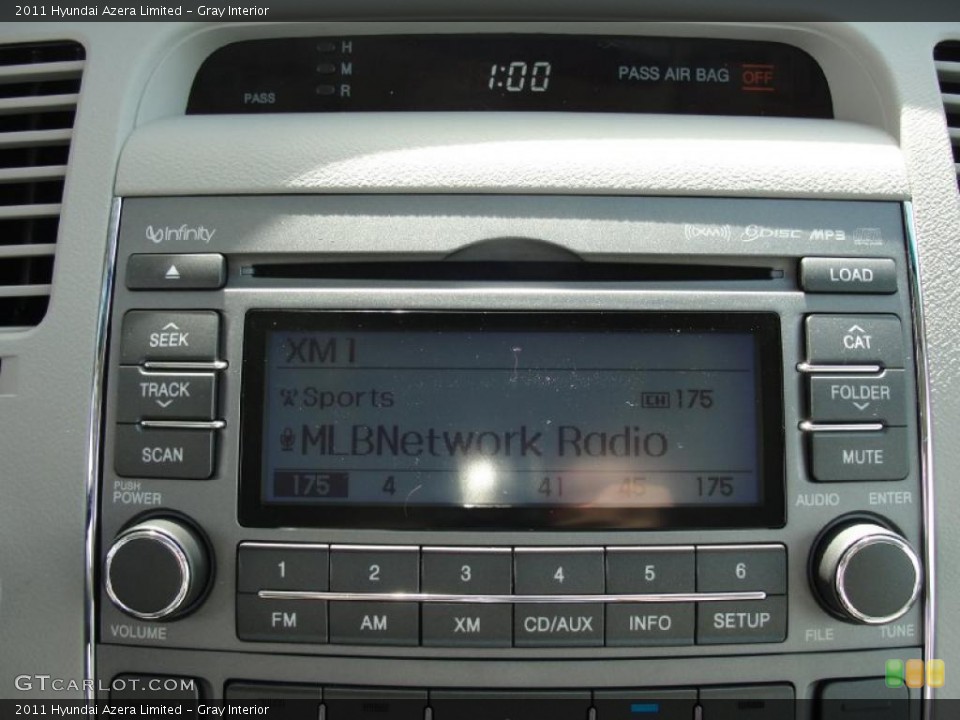 2011 Hyundai Azera Limited - Gray Interior
H
M
R
PASS
1:00
PASS AIR BAG OFF
Infinity
((XM)) DISC MP3
LOAD
SEEK
TRACK
SCAN
CAT
FOLDER
MUTE
XM1
Sports CH 175
MLBNetwork Radio
175 4 41 45 175
PUSH
POWER
AUDIO ENTER
1 2 3 4 5 6
FM AM XM CD/AUX INFO SETUP
VOLUME
FILE TUNE
GTCARLOT.COM
2011 Hyundai Azera Limited - Gray Interior